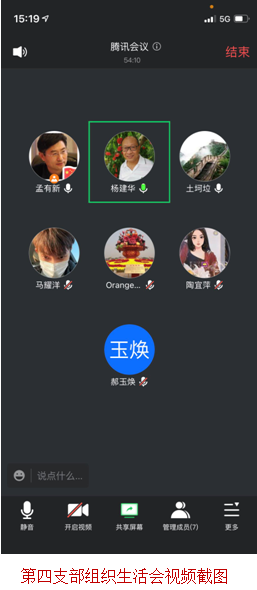 15:19
5G
腾讯会议
结束
54:10
孟有新
杨建华
土坷垃
马耀洋
Orange...
陶宜萍
玉焕
郝玉焕
说点什么...
静音
开启视频
共享屏幕
管理成员(7)
更多
第四支部组织生活会视频截图